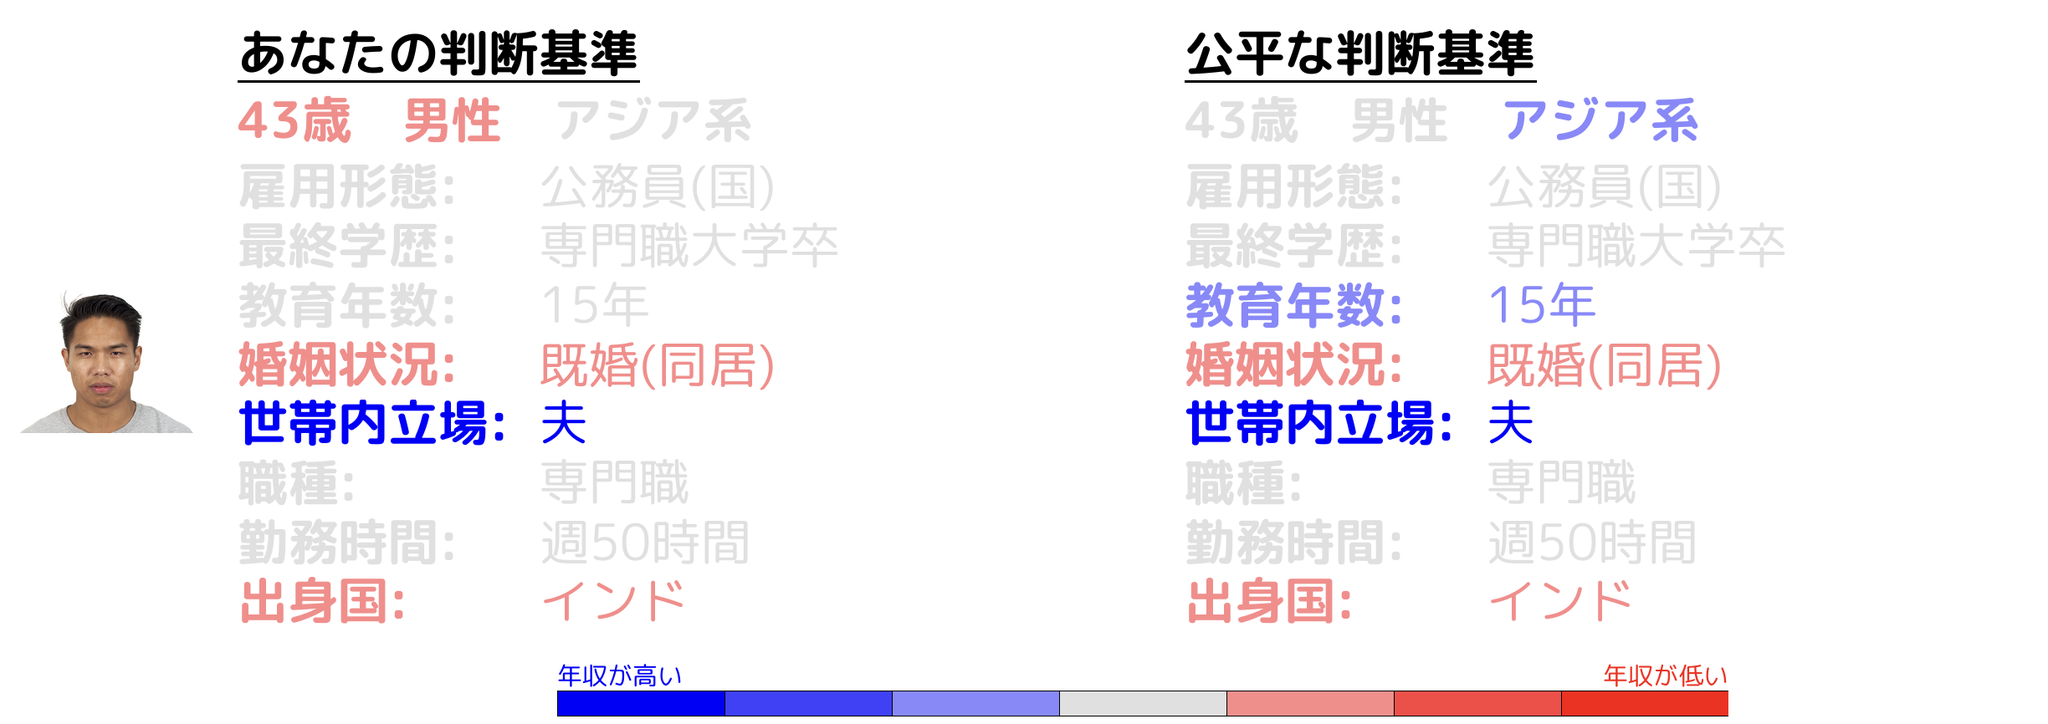 あなたの判断基準
43歳 男性 アジア系
雇用形態: 公務員(国)
最終学歴: 専門職大学卒
教育年数: 15年
婚姻状況: 既婚(同居)
世帯内立場: 夫
職種: 専門職
勤務時間: 週50時間
出身国: インド
公平な判断基準
43歳 男性 アジア系
雇用形態: 公務員(国)
最終学歴: 専門職大学卒
教育年数: 15年
婚姻状況: 既婚(同居)
世帯内立場: 夫
職種: 専門職
勤務時間: 週50時間
出身国: インド
年収が高い
年収が低い